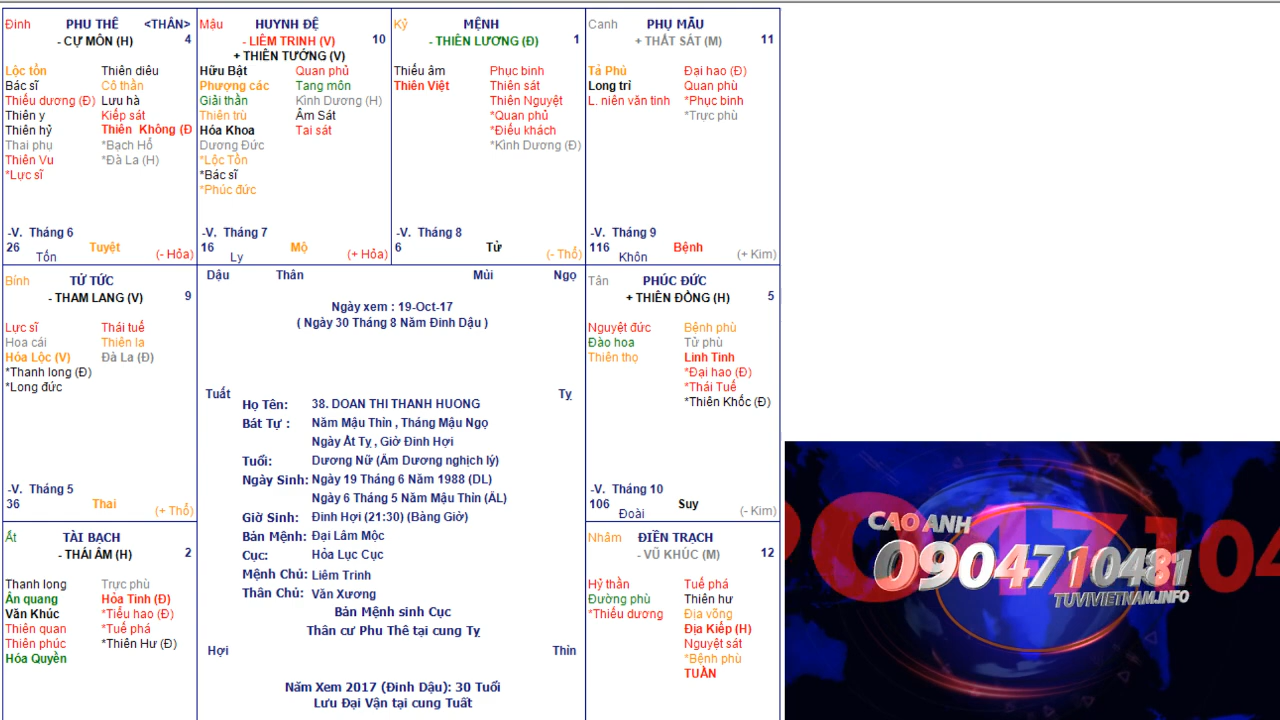 Đinh PHU THÊ <THÂN>
- CỰ MÔN (H) 4
Lộc tồn Thiên diêu
Bác sĩ Cô thần
Thiếu dương (Đ) Lưu hà
Thiên y Kiếp sát
Thiên hỷ Thiên Không (Đ
Thai phụ *Bạch Hổ
Thiên Vu *Đà La (H)
*Lực sĩ
-V. Tháng 6
26 Tuyệt (- Hỏa)
Tốn
Mậu HUYNH ĐỆ
- LIÊM TRINH (V) 10
+ THIÊN TƯỚNG (V)
Hữu Bật Quan phủ
Phượng các Tang môn
Giải thần Kình Dương (H)
Thiên trù Âm Sát
Hóa Khoa Tai sát
Dương Đức
*Lộc Tồn
*Bác sĩ
*Phúc đức
-V. Tháng 7
16 Mộ (+ Hỏa)
Ly
Kỷ MỆNH
- THIÊN LƯƠNG (Đ) 1
Thiếu âm Phục binh
Thiên Việt Thiên sát
Thiên Nguyệt
*Quan phủ
*Điếu khách
*Kình Dương (Đ)
-V. Tháng 8
6 Tử (- Thổ)
Canh PHỤ MẪU
+ THẤT SÁT (M) 11
Tả Phù Đại hao (Đ)
Long trì Quan phù
L. niên văn tinh *Phục binh
*Trực phù
-V. Tháng 9
116 Bệnh (+ Kim)
Khôn
Bính TỬ TỨC
- THAM LANG (V) 9
Lực sĩ Thái tuế
Hoa cái Thiên la
Hóa Lộc (V) Đà La (Đ)
*Thanh long (Đ)
*Long đức
-V. Tháng 5
36 Thai (+ Thổ)
Dậu Thân Mùi Ngọ
Ngày xem : 19-Oct-17
( Ngày 30 Tháng 8 Năm Đinh Dậu )
Tuất Tỵ
Họ Tên: 38. DOAN THI THANH HUONG
Bát Tự : Năm Mậu Thìn , Tháng Mậu Ngọ
Ngày Ất Tỵ , Giờ Đinh Hợi
Tuổi: Dương Nữ (Âm Dương nghịch lý)
Ngày Sinh: Ngày 19 Tháng 6 Năm 1988 (DL)
Ngày 6 Tháng 5 Năm Mậu Thìn (ÂL)
Giờ Sinh: Đinh Hợi (21:30) (Bàng Giờ)
Bản Mệnh: Đại Lâm Mộc
Cục: Hỏa Lục Cục
Mệnh Chủ: Liêm Trinh
Thân Chủ: Văn Xương
Bản Mệnh sinh Cục
Thân cư Phu Thê tại cung Tỵ
Hợi Thìn
Năm Xem 2017 (Đinh Dậu): 30 Tuổi
Lưu Đại Vận tại cung Tuất
Tân PHÚC ĐỨC
+ THIÊN ĐỒNG (H) 5
Nguyệt đức Bệnh phù
Đào hoa Tử phù
Thiên thọ Linh Tinh
*Đại hao (Đ)
*Thái Tuế
*Thiên Khốc (Đ)
-V. Tháng 10
106 Suy (- Kim)
Đoài
Ất TÀI BẠCH
- THÁI ÂM (H) 2
Thanh long Trực phù
Ân quang Hỏa Tinh (Đ)
Văn Khúc *Tiểu hao (Đ)
Thiên quan *Tuế phá
Thiên phúc *Thiên Hư (Đ)
Hóa Quyền
Nhâm ĐIỀN TRẠCH
- VŨ KHÚC (M) 12
Hỷ thần Tuế phá
Đường phù Thiên hư
*Thiếu dương Địa võng
Địa Kiếp (H)
Nguyệt sát
*Bệnh phù
TUẦN
CAO ANH
0904710481
TUVIVIETNAM.INFO